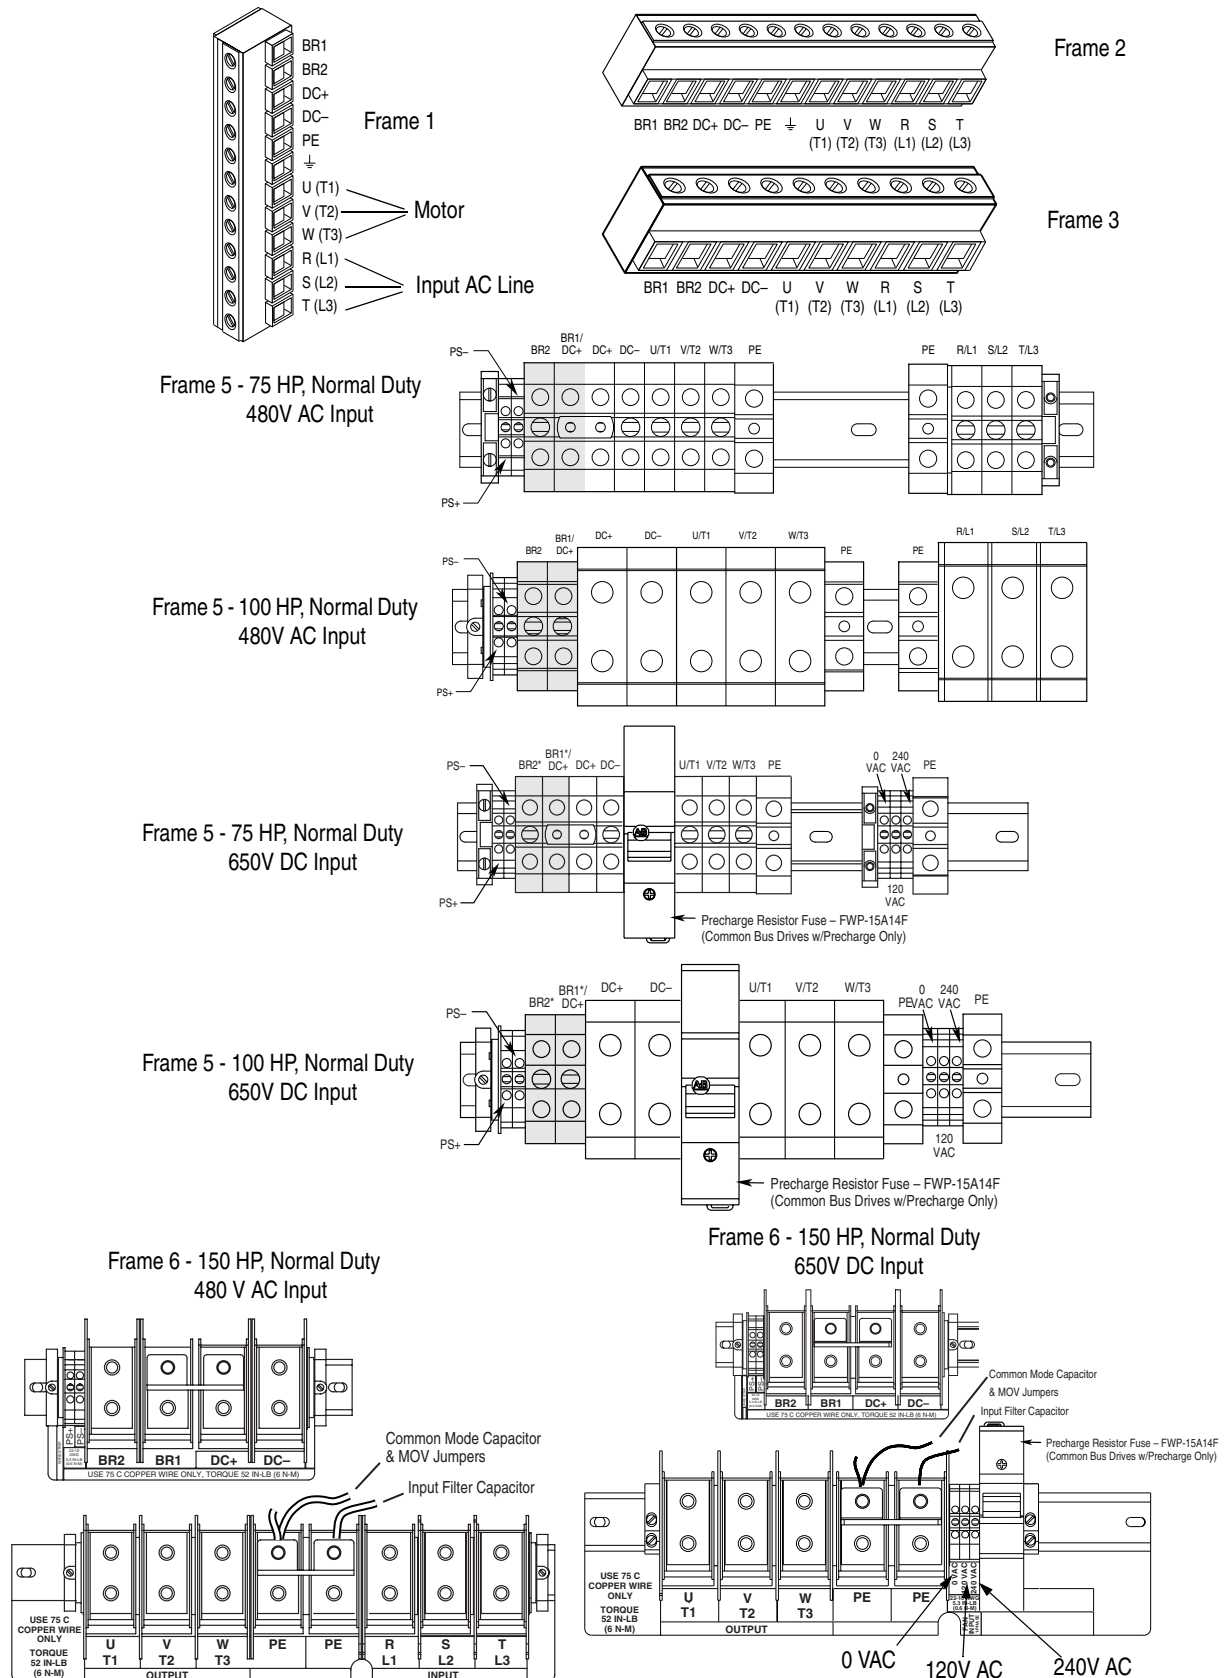 BR1
BR2
DC+
DC–
PE
U (T1)
V (T2)
W (T3)
R (L1)
S (L2)
T (L3)
Frame 1
Motor
Input AC Line
Frame 2
BR1 BR2 DC+ DC– PE U V W R S T
(T1) (T2) (T3) (L1) (L2) (L3)
Frame 3
BR1 BR2 DC+ DC– U V W R S T
(T1) (T2) (T3) (L1) (L2) (L3)
Frame 5 - 75 HP, Normal Duty
480V AC Input
PS–
BR2
BR1/
DC+
DC+ DC– U/T1 V/T2 W/T3 PE
PE R/L1 S/L2 T/L3
PS+
Frame 5 - 100 HP, Normal Duty
480V AC Input
PS–
BR2
BR1/
DC+
DC+ DC– U/T1 V/T2 W/T3
PE PE
R/L1 S/L2 T/L3
PS+
Frame 5 - 75 HP, Normal Duty
650V DC Input
PS–
BR2*
BR1*/
DC+
DC+ DC–
U/T1 V/T2 W/T3 PE
0
VAC
240
VAC
PE
AB
120
VAC
PS+
Precharge Resistor Fuse – FWP-15A14F
(Common Bus Drives w/Precharge Only)
Frame 5 - 100 HP, Normal Duty
650V DC Input
PS–
BR2*
BR1*/
DC+
DC+ DC–
U/T1 V/T2 W/T3
PE
0
VAC
240
VAC
PE
AB
120
VAC
PS+
Precharge Resistor Fuse – FWP-15A14F
(Common Bus Drives w/Precharge Only)
Frame 6 - 150 HP, Normal Duty
480 V AC Input
PS+
PS–
BR2 BR1 DC+ DC–
USE 75 C COPPER WIRE ONLY, TORQUE 52 IN-LB (6 N-M)
Common Mode Capacitor
& MOV Jumpers
Input Filter Capacitor
USE 75 C
COPPER WIRE
ONLY
TORQUE
52 IN-LB
(6 N-M)
U V W PE PE R S T
T1 T2 T3 L1 L2 L3
OUTPUT INPUT
Frame 6 - 150 HP, Normal Duty
650V DC Input
PS+
PS–
BR2 BR1 DC+ DC–
USE 75 C COPPER WIRE ONLY, TORQUE 52 IN-LB (6 N-M)
Common Mode Capacitor
& MOV Jumpers
Input Filter Capacitor
Precharge Resistor Fuse – FWP-15A14F
(Common Bus Drives w/Precharge Only)
USE 75 C
COPPER WIRE
ONLY
TORQUE
52 IN-LB
(6 N-M)
U V W PE PE
T1 T2 T3
OUTPUT
0 VAC
120 VAC
240 VAC
FAN
INPUT
0 VAC
120V AC
240V AC